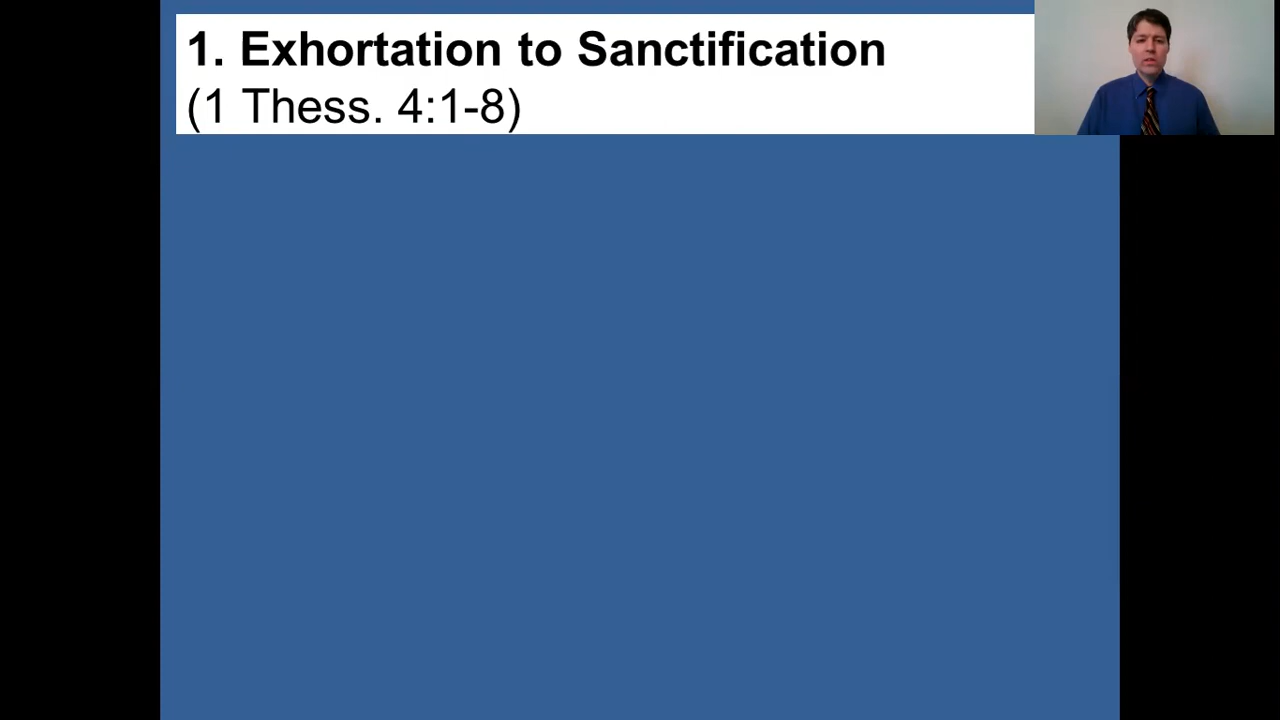 1. Exhortation to Sanctification
(1 Thess. 4:1-8)